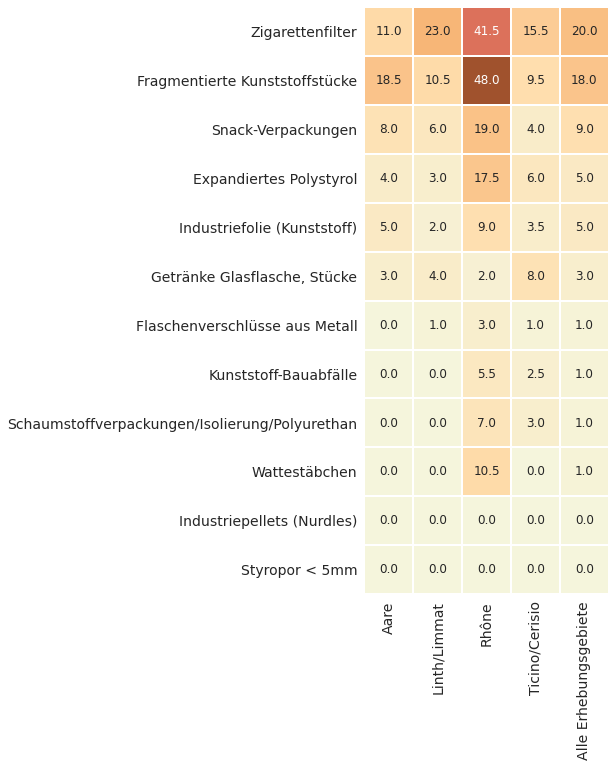 Zigarettenfilter 11.0 23.0 41.5 15.5 20.0
Fragmentierte Kunststoffstücke 18.5 10.5 48.0 9.5 18.0
Snack-Verpackungen 8.0 6.0 19.0 4.0 9.0
Expandiertes Polystyrol 4.0 3.0 17.5 6.0 5.0
Industriefolie (Kunststoff) 5.0 2.0 9.0 3.5 5.0
Getränke Glasflasche, Stücke 3.0 4.0 2.0 8.0 3.0
Flaschenverschlüsse aus Metall 0.0 1.0 3.0 1.0 1.0
Kunststoff-Bauabfälle 0.0 0.0 5.5 2.5 1.0
Schaumstoffverpackungen/Isolierung/Polyurethan 0.0 0.0 7.0 3.0 1.0
Wattestäbchen 0.0 0.0 10.5 0.0 1.0
Industriepellets (Nurdles) 0.0 0.0 0.0 0.0 0.0
Styropor < 5mm 0.0 0.0 0.0 0.0 0.0
Aare
Linth/Limmat
Rhône
Ticino/Cerisio
Alle Erhebungsgebiete